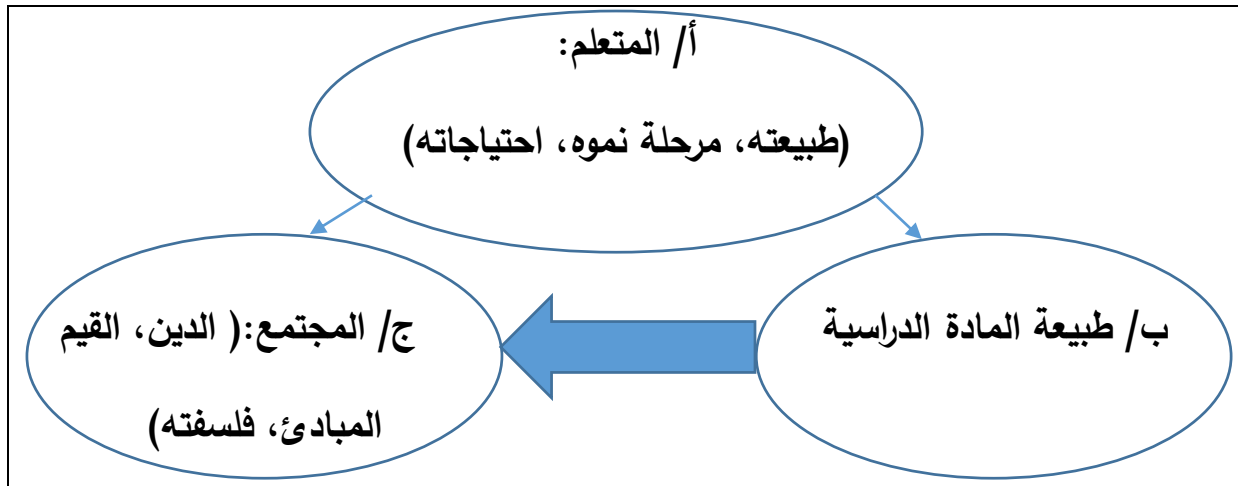 أ/ المتعلم:
(طبيعته، مرحلة نموه، احتياجاته)
ب/ طبيعة المادة الدراسية
ج/ المجتمع:( الدين، القيم
المبادئ، فلسفته)